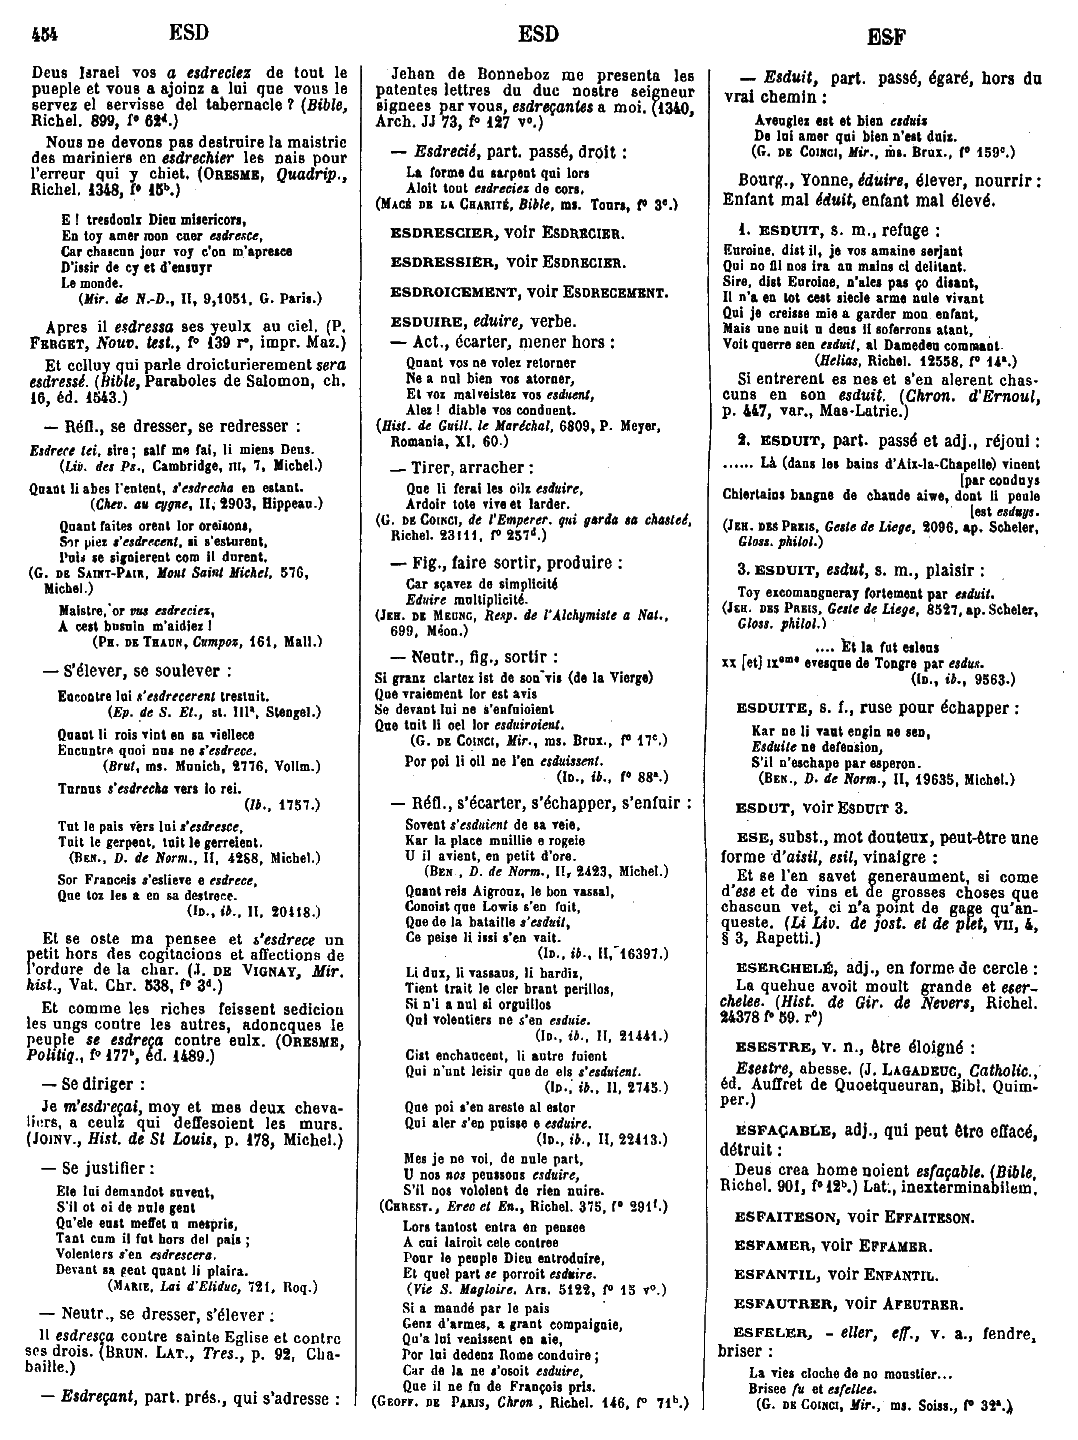 454 ESD ESD ESF
Deus Israel vos a esdreciez de tout le
pueple et vous a ajoinz a lui que vous le
servez el servisse del tabernacle ? (Bible,
Richel. 899, f° 62ᵈ.)
Nous ne devons pas destruire la maistrie
des mariniers en esdrechier les nais pour
l'erreur qui y chiet. (ORESME, Quadrip.,
Richel. 1348, f° 15ᵇ.)
E ! tresdoulx Dieu misericors,
En toy amer mon cuer esdresce,
Car chascun jour voy c'on m'apresce
D'issir de cy et d'ennuyr
Le monde.
(Mir. de N.-D., II, 9,1051, G. Paris.)
Apres il esdressa ses yeulx au ciel. (P.
FERGET, Nouv. test., f° 139 r°, impr. Maz.)
Et celluy qui parle droicturierement sera
esdressé. (Bible, Paraboles de Salomon, ch.
16, éd. 1543.)
— Réfl., se dresser, se redresser :
Esdrece tei, sire ; salf me fai, li miens Deus.
(Liv. des Ps., Cambridge, III, 7, Michel.)
Quant li abes l'entent, s'esdrecha en estant.
(Chev. au cygne, II, 2903, Hippeau.)
Quant faites orent lor oreisons,
Sor piez s'esdrecent, si s'esturent,
Puis se signierent com il durent.
(G. DE SAINT-PAIR, Mont Saint Michel, 576,
Michel.)
Maistre, or vus esdreciez,
A cest busuin m'aidiez !
(PH. DE THAUN, Cumpoz, 161, Mall.)
— S'élever, se soulever :
Encontre lui s'esdrecerent trestuit.
(Ep. de S. Et., st. IIIᵃ, Stengel.)
Quant li rois vint en sa viellece
Encuntre quoi nus ne s'esdrece.
(Brut, ms. Munich, 2776, Vollm.)
Turnus s'esdrecha vers lo rei.
(Ib., 1757.)
Tut le pais vers lui s'esdresce,
Tuit le gerpent, tuit le gerreient.
(BEN., D. de Norm., II, 4288, Michel.)
Sor Franceis s'eslieve e esdrece,
Que toz les a en sa destrece.
(ID., ib., II, 20418.)
Et se oste ma pensee et s'esdrece un
petit hors des cogitacions et affections de
l'ordure de la char. (J. DE VIGNAY, Mir.
hist., Vat. Chr. 538, f° 3ᵈ.)
Et comme les riches feissent sedicion
les ungs contre les autres, adoncques le
peuple se esdreça contre eulx. (ORESME,
Politiq., f° 177ᵇ, éd. 1489.)
— Se diriger :
Je m'esdreçai, moy et mes deux cheva-
liers, a ceulz qui deffesoient les murs.
(JOINV., Hist. de St Louis, p. 178, Michel.)
— Se justifier :
Ele lui demandot suvent,
S'il ot oi de nule gent
Qu'ele eust meffet n mespris,
Tant cum il fut hors del pais ;
Volenters s'en esdrescera.
Devant sa gent quant li plaira.
(MARIE, Lai d'Eliduc, 721, Roq.)
— Neutr., se dresser, s'élever :
Il esdresça contre sainte Eglise et contre
ses drois. (BRUN. LAT., Tres., p. 92, Cha-
baille.)
— Esdreçant, part. prés., qui s'adresse :
Jehan de Bonneboz me presenta les
patentes lettres du duc nostre seigneur
signees par vous, esdreçantes a moi. (1340,
Arch. JJ 73, f° 127 v°.)
— Esdrecié, part. passé, droit :
La forme du sarpent qui lors
Aloit tout esdreciez de cors.
(MACÉ DE LA CHARITÉ, Bible, ms. Tours, f° 3ᶜ.)
ESDRESCIER, voir ESDRECIER.
ESDRESSIER, voir ESDRECIER.
ESDROICEMENT, voir ESDRECEMENT.
ESDUIRE, eduire, verbe.
— Act., écarter, mener hors :
Quant vos ne volez retorner
Ne a nul bien vos atorner,
Et voz malveistez vos esduent,
Alez ! diable vos conduent.
(Hist. de Guill. le Maréchal, 6809, P. Meyer,
Romania, XI, 60.)
— Tirer, arracher :
Que li ferai les oilz esduire,
Ardoir tote vive et larder.
(G. DE COINCI, de l'Emperer. qui garda sa chasteé,
Richel. 23111, f° 257ᵈ.)
— Fig., faire sortir, produire :
Car sçavez de simplicité
Eduire multiplicité.
(JEH. DE MEUNG, Resp. de l'Alchymiste a Nat.,
699, Méon.)
— Neutr., fig., sortir :
Si granz clartez ist de son vis (de la Vierge)
Que vraiement lor est avis
Se devant lui ne s'enfuioient
Que tuit li oel lor esduiroient.
(G. DE COINCI, Mir., ms. Brux., f° 17ᶜ.)
Por poi li oil ne l'en esduissent.
(ID., ib., f° 88ᵃ.)
— Réfl., s'écarter, s'échapper, s'enfuir :
Sovent s'esduient de sa veie,
Kar la place muillie e rogeie
U il avient, en petit d'ore.
(BEN., D. de Norm., II, 2423, Michel.)
Quant reis Aigronz, le bon vassal,
Conoist que Lowis s'en fuit,
Que de la bataille s'esduit,
Ce peise li issi s'en vait.
(ID., ib., II, 16397.)
Li dux, li vassaus, li hardis,
Tient trait le cler brant perillos,
Si n'i a nul si orguillos
Qui volentiers ne s'en esduie.
(ID., ib., II, 21441.)
Cist enchaucent, li autre fuient
Qui n'unt leisir que de els s'esduient.
(ID., ib., II, 2745.)
Que poi s'en areste al estor
Qui aler s'en puisse e esduire.
(ID., ib., II, 22413.)
Mes je ne voi, de nule part,
U nos nos peussons esduire,
S'il nos voloient de rien nuire.
(CHREST., Erec et En., Richel. 375, f° 291ᶠ.)
Lors tantost entra en pensee
A cui lairoit cele contree
Pour le peuple Dieu entroduire,
Et quel part se porroit esduire.
(Vie S. Magloire, Ars. 5122, f° 15 v°.)
Si a mandé par le pais
Genz d'armes, a grant compaignie,
Qu'a lui venissent en aie,
Por lui dedenz Rome conduire ;
Car de la ne s'osoit esduire,
Que il ne fu de François pris.
(GEOFF. DE PARIS, Chron., Richel. 146, f° 71ᵇ.)
— Esduit, part. passé, égaré, hors du
vrai chemin :
Aveuglez est et bien esduis
De lui amer qui bien n'est duiz.
(G. DE COINCI, Mir., ms. Brux., f° 159ᶜ.)
Bourg., Yonne, éduire, élever, nourrir :
Enfant mal éduit, enfant mal élevé.
1. ESDUIT, s. m., refuge :
Euroine, dist il, je vos amaine serjant
Qui no fil nos ira au mains ci delitant.
Sire, dist Euroine, n'ales pas ço disant,
Il n'a en tot cest siecle arme nule vivant
Qui je creisse mie a garder mon enfant,
Mais une nuit u deus li soferrons atant,
Voit querre sen esduit, al Damedeu commant.
(Helias, Richel. 12558, f° 14ᵃ.)
Si entrerent es nes et s'en alerent chas-
cuns en son esduit. (Chron. d'Ernoul,
p. 447, var., Mas-Latrie.)
2. ESDUIT, part. passé et adj., réjoui :
...... Là (dans les bains d'Aix-la-Chapelle) vinent
[par conduys
Chiertains bangne de chaude aiwe, dont li peule
[est esduys.
(JEH. DES PREIS, Geste de Liege, 2096, ap. Scheler,
Gloss. philol.)
3. ESDUIT, esdut, s. m., plaisir :
Toy excomangneray fortement par esduit.
(JEH. DES PREIS, Geste de Liege, 8527, ap. Scheler,
Gloss. philol.)
.... Et la fut esleus
XX [et] IXᵉᵐᵉ evesque de Tongre par esdus.
(ID., ib., 9563.)
ESDUITE, s. f., ruse pour échapper :
Kar ne li vaut engin ne sen,
Esduite ne defension,
S'il n'eschape par esperon.
(BEN., D. de Norm., II, 19635, Michel.)
ESDUT, voir ESDUIT 3.
ESE, subst., mot douteux, peut-être une
forme d'aisil, esil, vinaigre :
Et se l'en savet generaument, si come
d'ese et de vins et de grosses choses que
chascun vet, ci n'a point de gage qu'an-
queste. (Li Liv. de jost. et de plet, VII, 4,
§ 3, Rapetti.)
ESERCHELÉ, adj., en forme de cercle :
La quehue avoit moult grande et eser-
chelee. (Hist. de Gir. de Nevers, Richel.
24378 f° 59. r°)
ESESTRE, v. n., être éloigné :
Esestre, abesse. (J. LAGADEUC, Catholic.,
éd. Auffret de Quoetqueuran, Bibl. Quim-
per.)
ESFAÇABLE, adj., qui peut être effacé,
détruit :
Deus crea home noient esfaçable. (Bible,
Richel. 901, f° 12ᵇ.) Lat., inexterminabilem.
ESFAITESON, voir EFFAITESON.
ESFAMER, voir EFFAMER.
ESFANTIL, voir ENFANTIL.
ESFAUTRER, voir AFEUTRER.
ESFELER, - eller, eff., v. a., fendre,
briser :
La vies cloche de no monstier...
Brisee fu et esfellee.
(G. DE COINCI, Mir., ms. Soiss., f° 32ᵃ.)